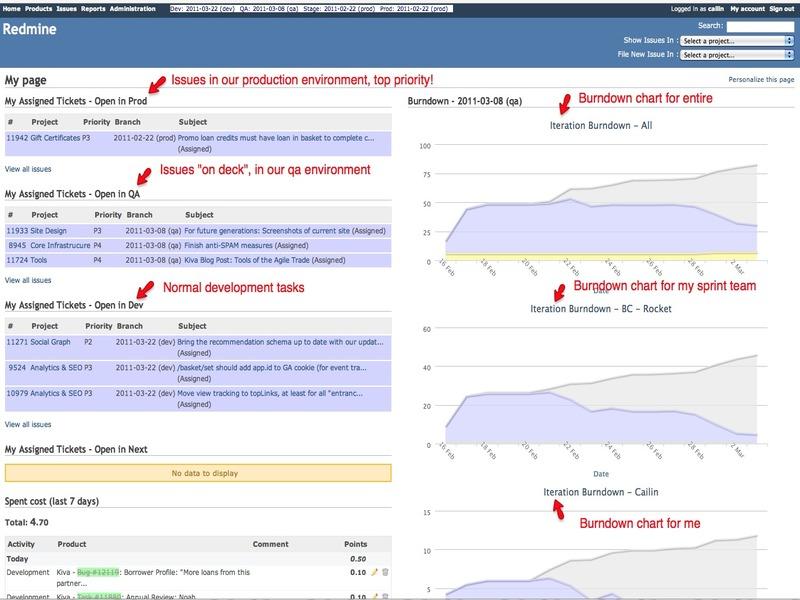 Home Products Issues Reports Administration
Dev: 2011-03-22 (dev) QA: 2011-03-08 (qa) Stage: 2011-02-22 (prod) Prod: 2011-02-22 (prod)
Logged in as cailin My account Sign out
Redmine
Search:
Show Issues In : Select a project...
File New Issue In : Select a project...
My page
Issues in our production environment, top priority!
Personalize this page
My Assigned Tickets - Open in Prod
# Project Priority Branch Subject
11942 Gift Certificates P3 2011-02-22 (prod) Promo loan credits must have loan in basket to complete c...
(Assigned)
View all issues
Issues "on deck", in our qa environment
My Assigned Tickets - Open in QA
# Project Priority Branch Subject
11933 Site Design P3 2011-03-08 (qa) For future generations: Screenshots of current site (Assigned)
8945 Core Infrastrucure P4 2011-03-08 (qa) Finish anti-SPAM measures (Assigned)
11724 Tools P4 2011-03-08 (qa) Kiva Blog Post: Tools of the Agile Trade (Assigned)
View all issues
Normal development tasks
My Assigned Tickets - Open in Dev
# Project Priority Branch Subject
11271 Social Graph P2 2011-03-22 (dev) Bring the recommendation schema up to date with our updat...
(Assigned)
9524 Analytics & SEO P3 2011-03-22 (dev) /basket/set should add app.id to GA cookie (for event tra...
(Assigned)
10979 Analytics & SEO P3 2011-03-22 (dev) Move view tracking to topLinks, at least for all "entranc...
(Assigned)
View all issues
My Assigned Tickets - Open in Next
No data to display
Spent cost (last 7 days)
Total: 4.70
Activity Product Comment Points
Today 0.50
Development Kiva - Bug #12119: Borrower Profile: "More loans from this
partner... 0.10
Development Kiva - Task #11880: Annual Review: Noah 0.10
Burndown - 2011-03-08 (qa)
Burndown chart for entire
Iteration Burndown - All
100
75
50
25
0
16 Feb 18 Feb 20 Feb 22 Feb 24 Feb 26 Feb 28 Feb 2 Mar
Date
Burndown chart for my sprint team
Iteration Burndown - BC - Rocket
60
40
20
0
16 Feb 18 Feb 20 Feb 22 Feb 24 Feb 26 Feb 28 Feb 2 Mar
Date
Iteration Burndown - Cailin
Burndown chart for me
15
10
5